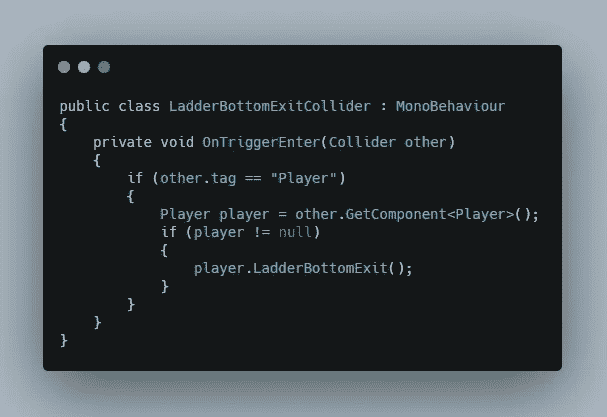 public class LadderBottomExitCollider : MonoBehaviour
{
    private void OnTriggerEnter(Collider other)
    {
        if (other.tag == "Player")
        {
            Player player = other.GetComponent<Player>();
            if (player != null)
            {
                player.LadderBottomExit();
            }
        }
    }
}